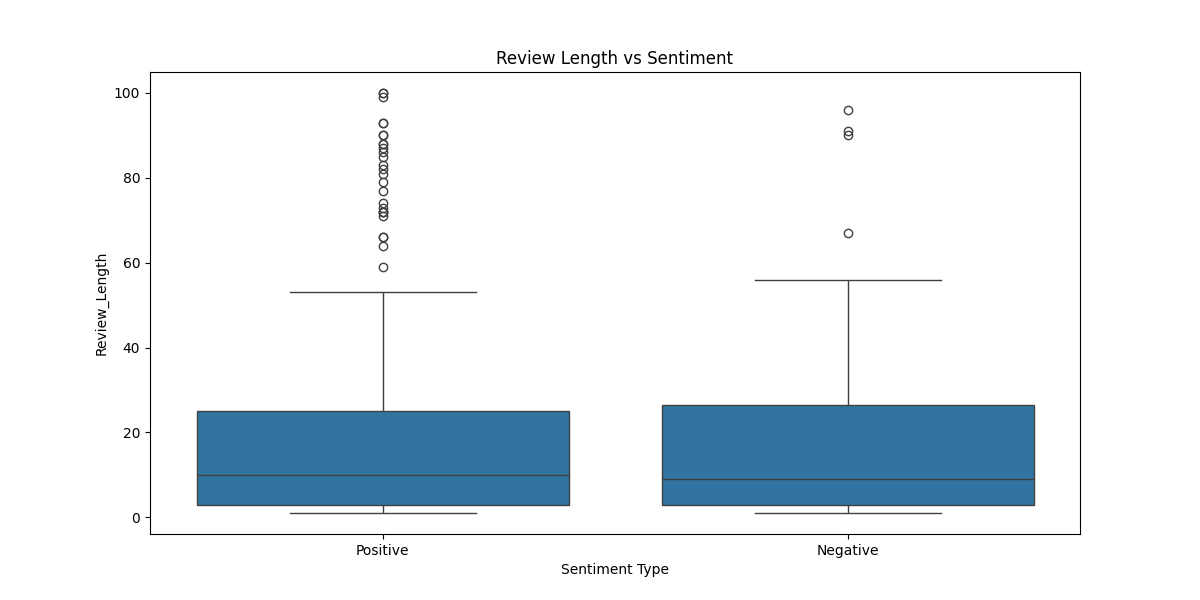 Review Length vs Sentiment
100
80
60
40
20
0
Review_Length
Positive
Negative
Sentiment Type